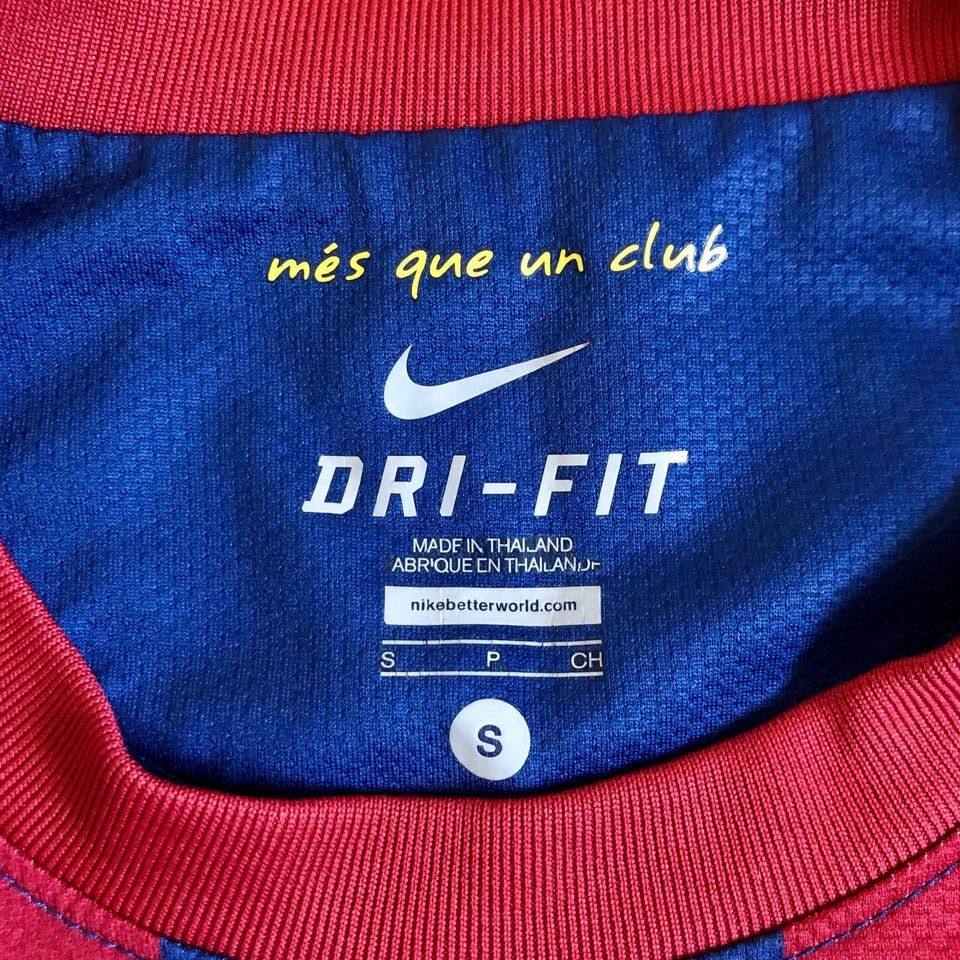 més que un club
DRI-FIT
MADE IN THAILAND
ABRIQUE EN THAILANDE
nikebetterworld.com
S P CH
S